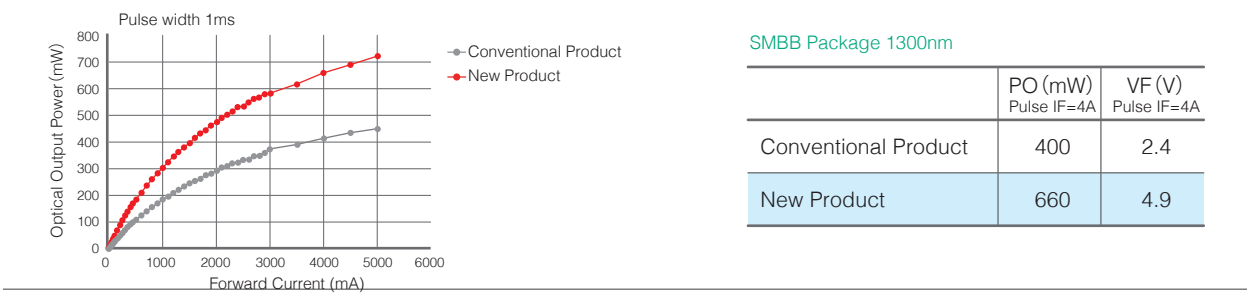 Pulse width 1ms
800
700
600
500
400
300
200
100
0
Optical Output Power (mW)
0 1000 2000 3000 4000 5000 6000
Forward Current (mA)
Conventional Product
New Product
SMBB Package 1300nm
PO (mW) VF (V)
Pulse IF=4A Pulse IF=4A
Conventional Product 400 2.4
New Product 660 4.9